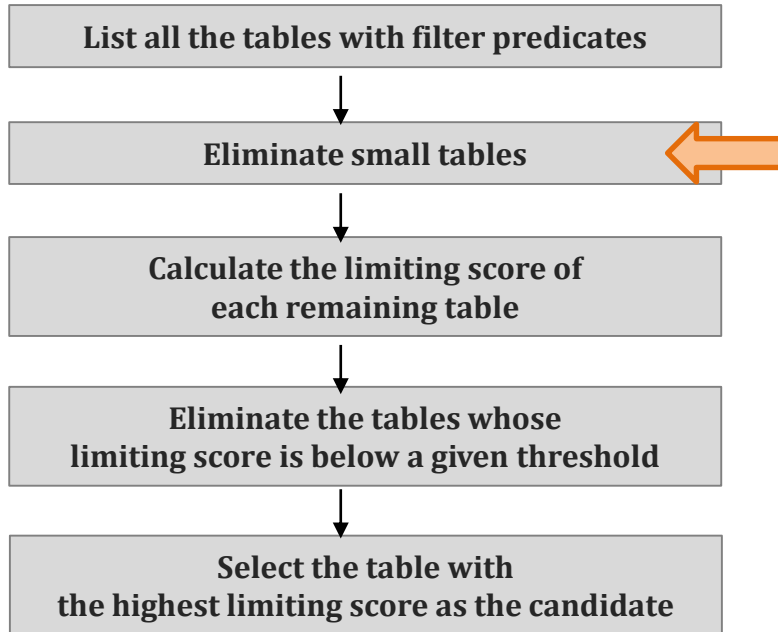 List all the tables with filter predicates
Eliminate small tables
Calculate the limiting score of
each remaining table
Eliminate the tables whose
limiting score is below a given threshold
Select the table with
the highest limiting score as the candidate